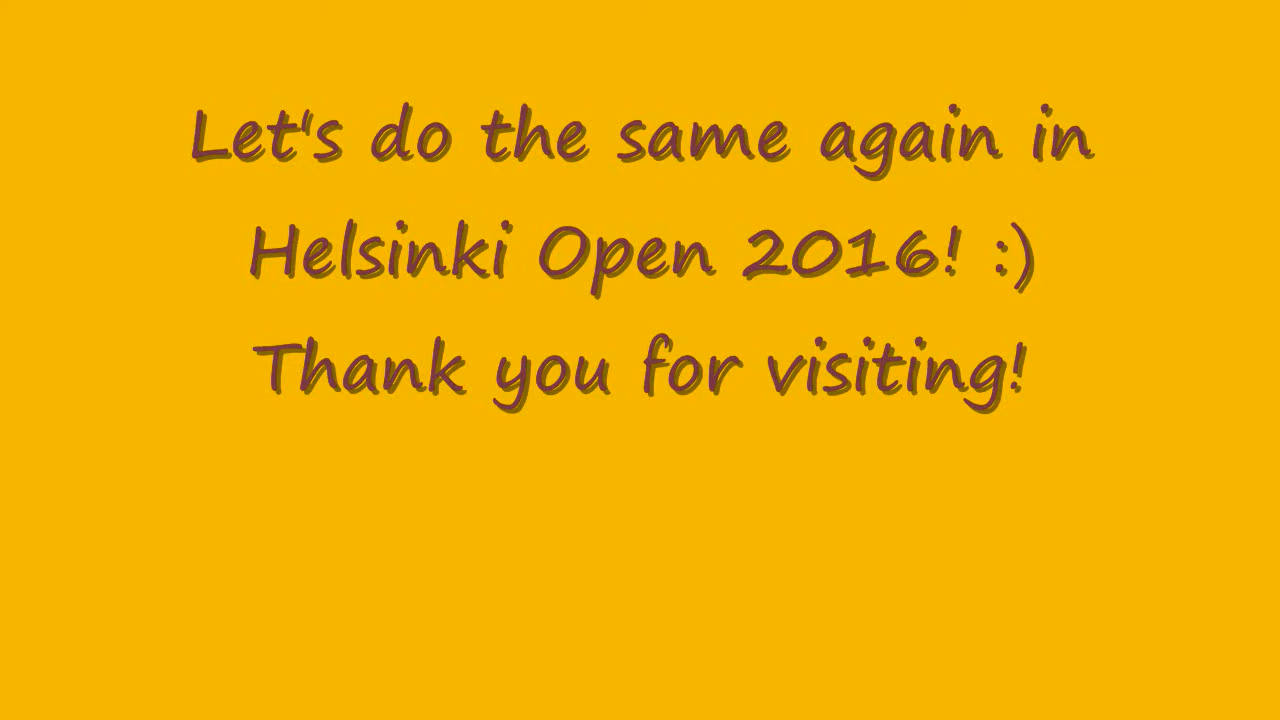 Let's do the same again in
Helsinki Open 2016! :)
Thank you for visiting!